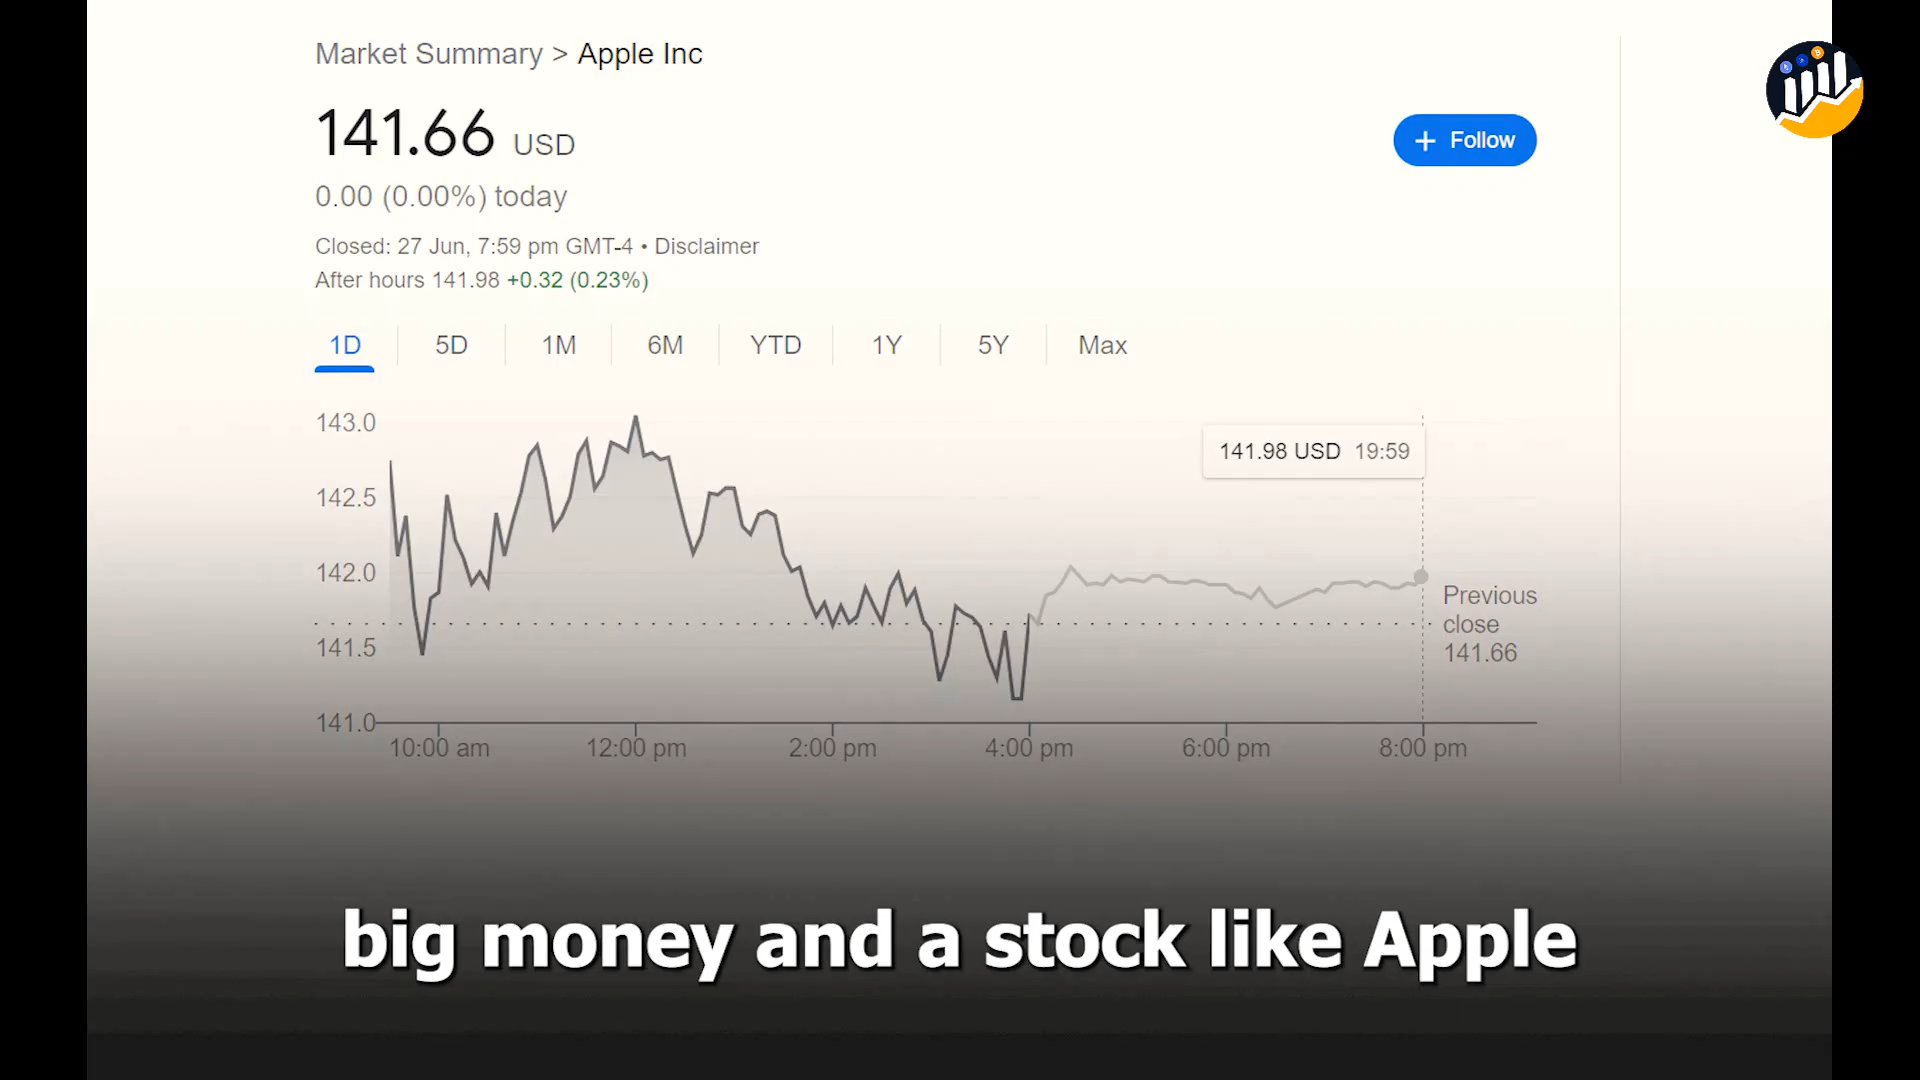 Market Summary > Apple Inc
141.66 USD
+ Follow
0.00 (0.00%) today
Closed: 27 Jun, 7:59 pm GMT-4 • Disclaimer
After hours 141.98 +0.32 (0.23%)
1D 5D 1M 6M YTD 1Y 5Y Max
143.0
141.98 USD 19:59
142.5
142.0
Previous
close
141.66
141.5
141.0
10:00 am 12:00 pm 2:00 pm 4:00 pm 6:00 pm 8:00 pm
big money and a stock like Apple